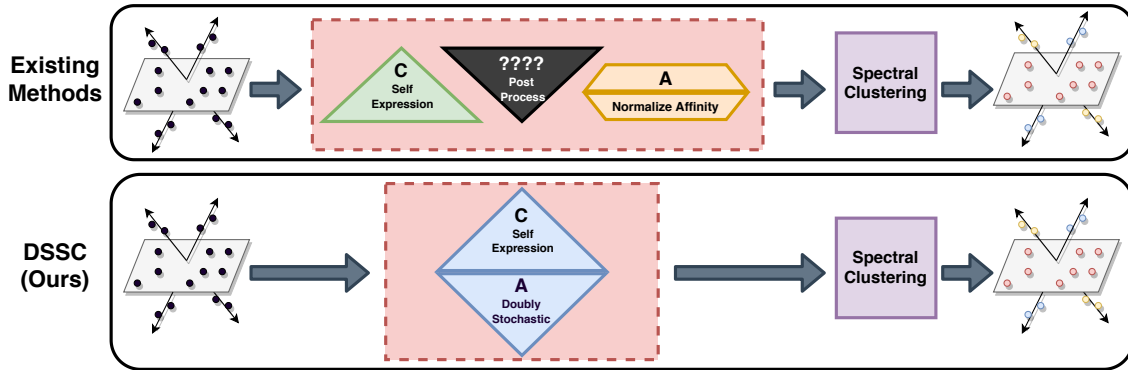 Existing
Methods
C
Self
Expression
????
Post
Process
A
Normalize Affinity
Spectral
Clustering
DSSC
(Ours)
C
Self
Expression
A
Doubly
Stochastic
Spectral
Clustering